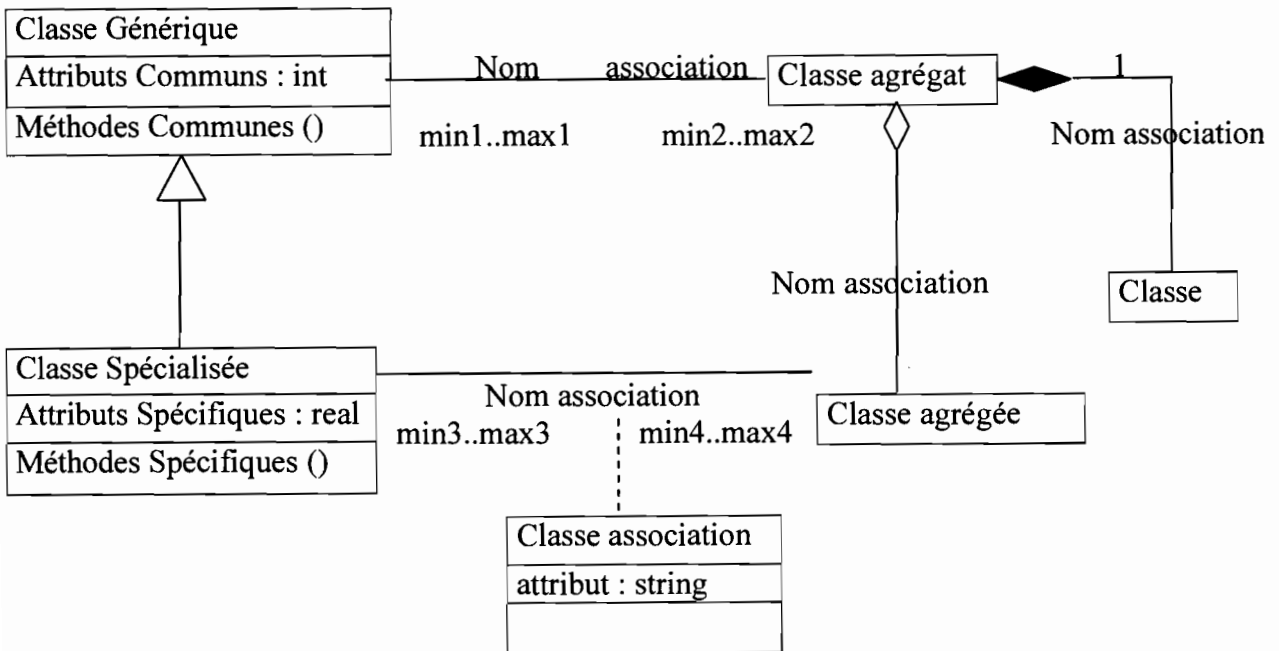 Classe Générique
Attributs Communs : int
Méthodes Communes ()
Nom association
min1..max1
min2..max2
Classe agrégat
1
Nom association
Nom association
Classe
Classe Spécialisée
Attributs Spécifiques : real
Méthodes Spécifiques ()
Nom association
min3..max3
min4..max4
Classe agrégée
Classe association
attribut : string